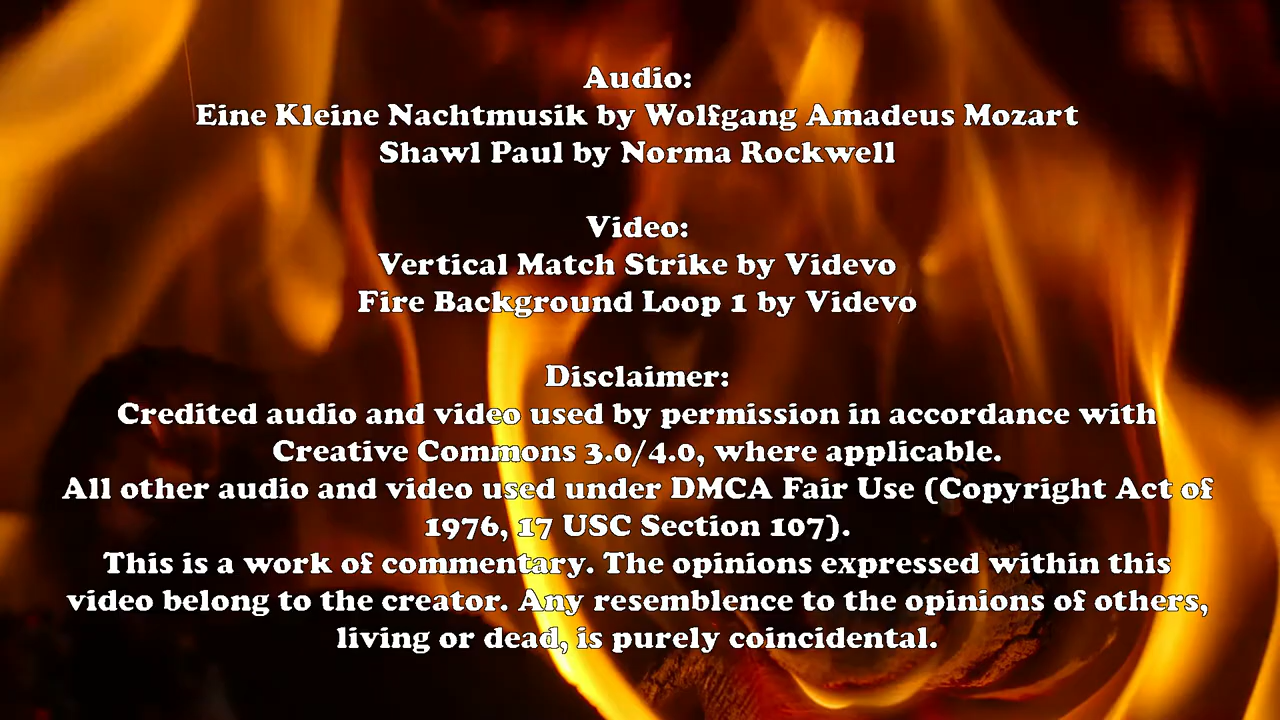 Audio:
Eine Kleine Nachtmusik by Wolfgang Amadeus Mozart
Shawl Paul by Norma Rockwell
Video:
Vertical Match Strike by Videvo
Fire Background Loop 1 by Videvo
Disclaimer:
Credited audio and video used by permission in accordance with
Creative Commons 3.0/4.0, where applicable.
All other audio and video used under DMCA Fair Use (Copyright Act of
1976, 17 USC Section 107).
This is a work of commentary. The opinions expressed within this
video belong to the creator. Any resemblence to the opinions of others,
living or dead, is purely coincidental.